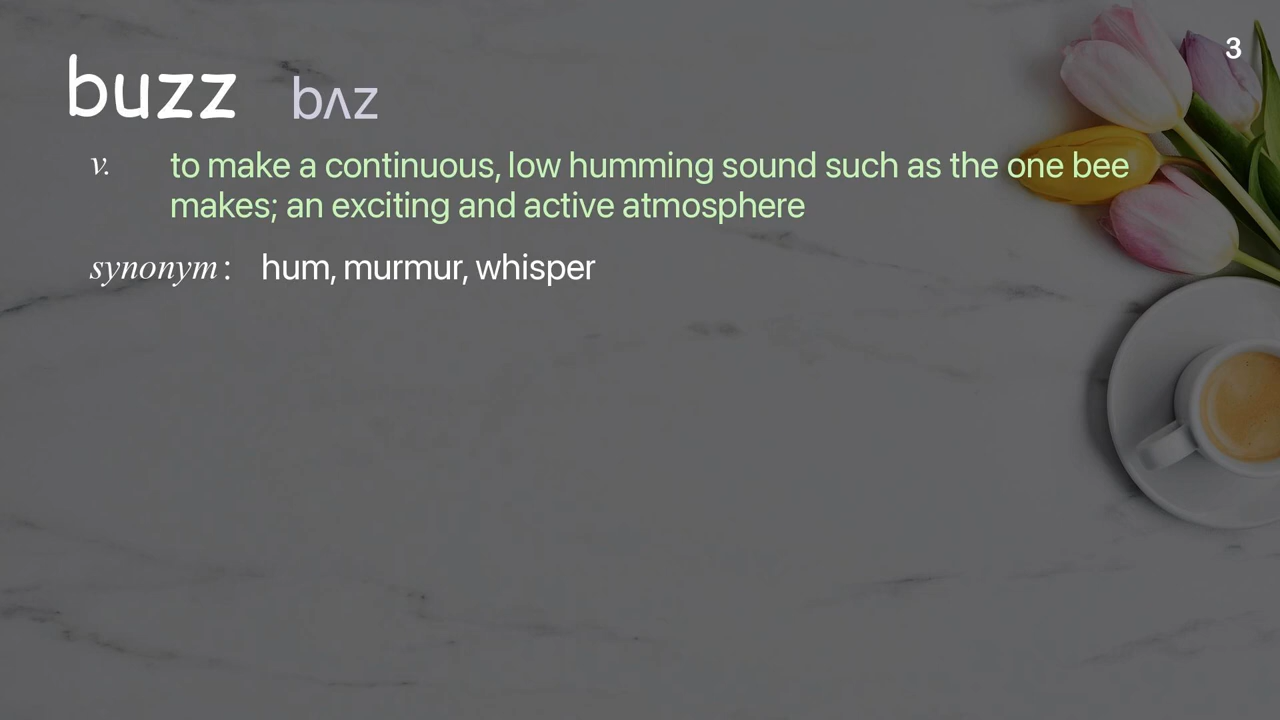 3
buzz bʌz
v. to make a continuous, low humming sound such as the one bee
makes; an exciting and active atmosphere
synonym: hum, murmur, whisper